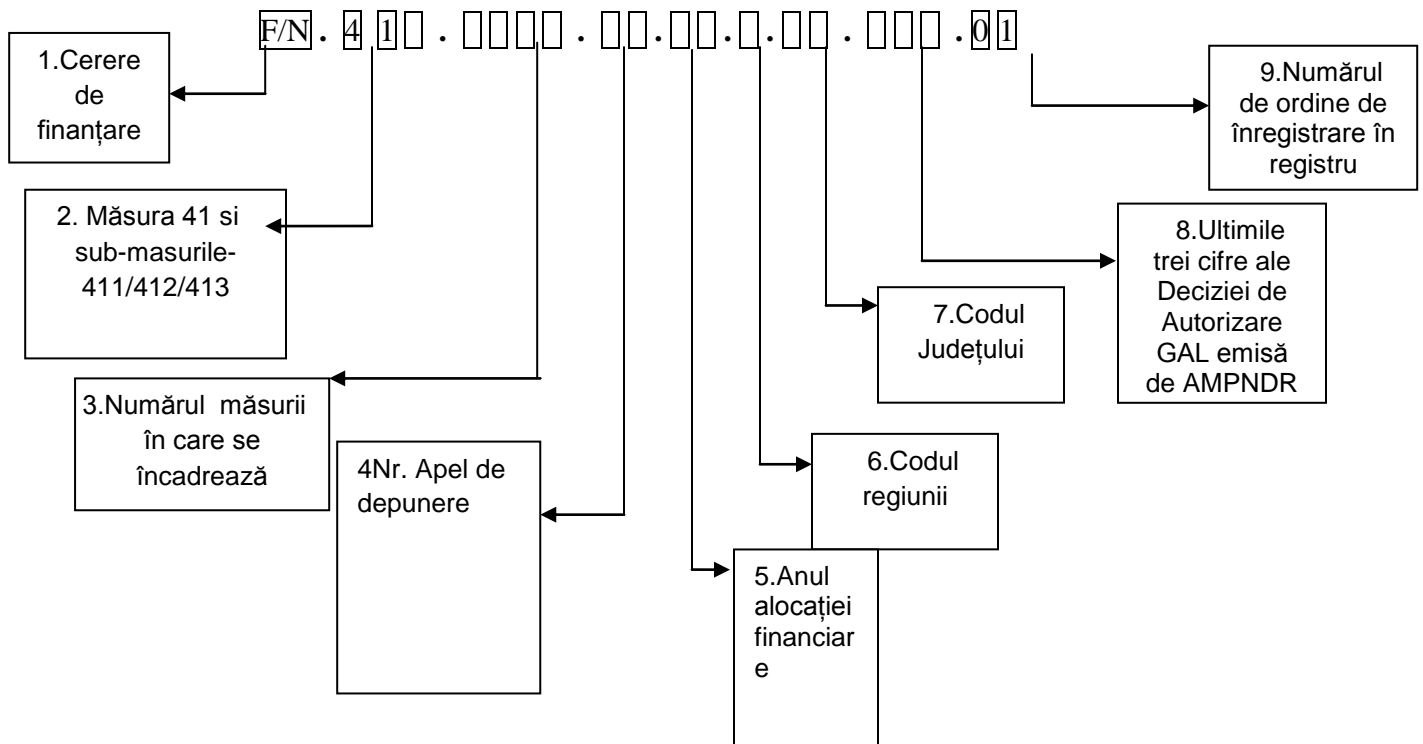 F/N. 4 1 . . . . . . .01
1.Cerere
de
finanțare
2. Măsura 41 si
sub-masurile-
411/412/413
3.Numărul măsurii
în care se
încadrează
4Nr. Apel de
depunere
5.Anul
alocației
financiar
e
6.Codul
regiunii
7.Codul
Județului
8.Ultimile
trei cifre ale
Deciziei de
Autorizare
GAL emisă
de AMPNDR
9.Numărul
de ordine de
înregistrare în
registru